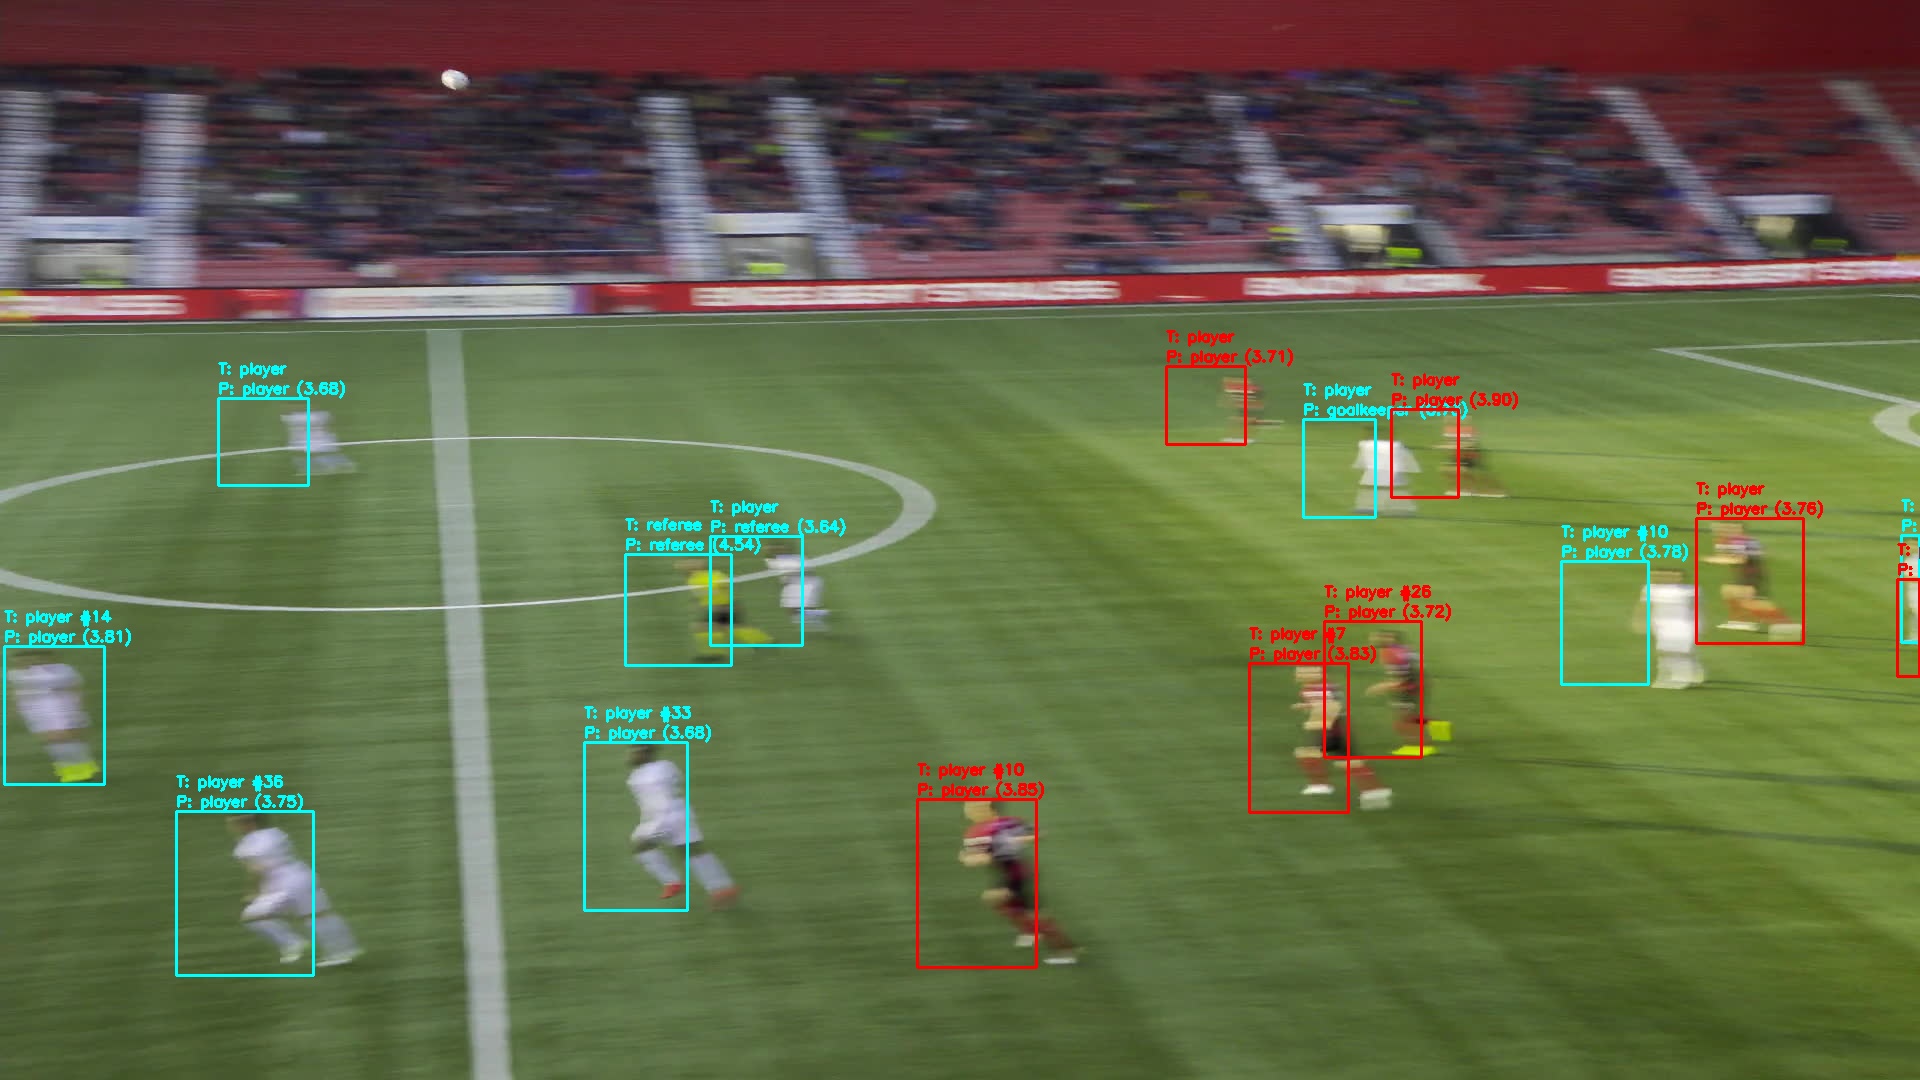 T: player
P: player (3.71)
T: player
P: player (3.68)
T: player
P: player (3.90)
T: player
P: goalkeeper
T: player
P: player (3.76)
T: player
P: referee (3.64)
T: referee
P: referee (4.54)
T:
P:
T: player #10
P: player (3.78)
T:
P:
T: player #26
P: player (3.72)
T: player #14
P: player (3.81)
T: player #7
P: player (3.83)
T: player #33
P: player (3.68)
T: player #10
P: player (3.85)
T: player #36
P: player (3.75)